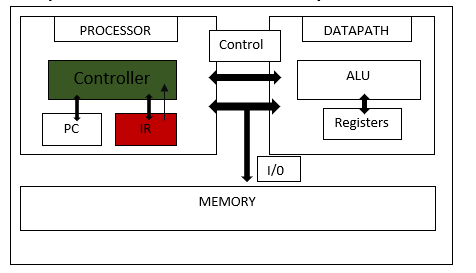 PROCESSOR
Control
DATAPATH
Controller
ALU
PC
IR
Registers
I/0
MEMORY